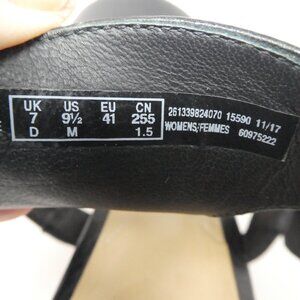 UK US EU CN
7 9½ 41 255
D M 1.5
261339824070 15590 11/17
WOMENS/FEMMES 60975222